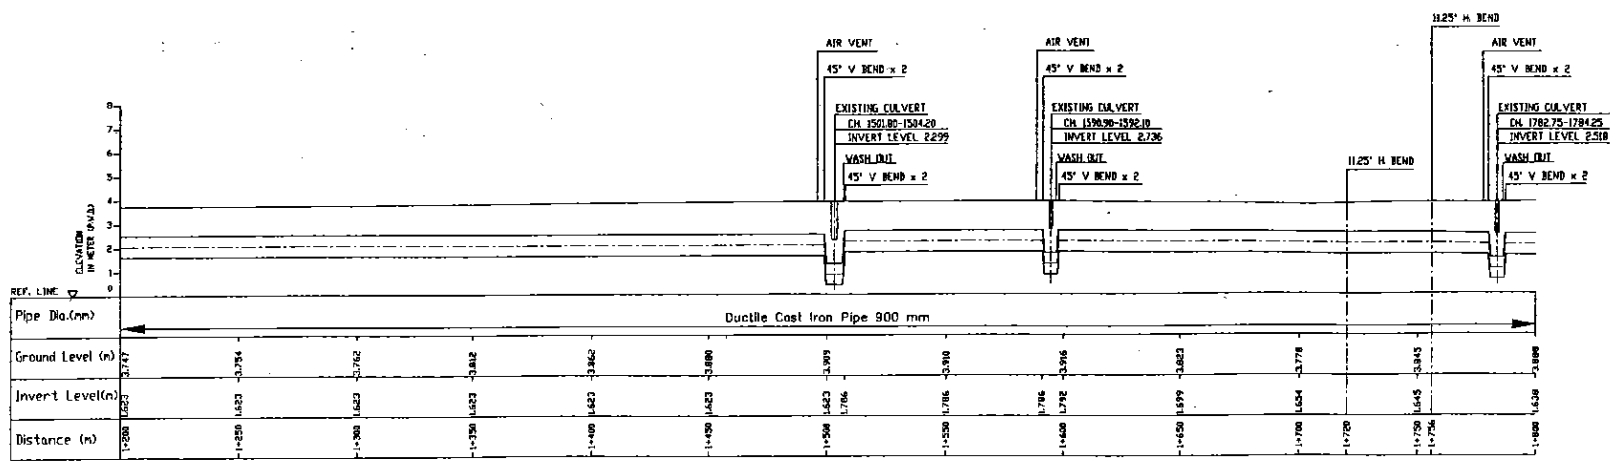 11.25° H. BEND
AIR VENT
45° V BEND x 2
EXISTING CULVERT
CH. 1501.80-1504.20
INVERT LEVEL 2.299
WASH OUT
45° V BEND x 2
AIR VENT
45° V BEND x 2
EXISTING CULVERT
CH. 1590.90-1592.10
INVERT LEVEL 2.736
WASH OUT
45° V BEND x 2
11.25° H. BEND
AIR VENT
45° V BEND x 2
EXISTING CULVERT
CH. 1782.75-1784.25
INVERT LEVEL 2.518
WASH OUT
45° V BEND x 2
ELEVATION
IN METER (P.W.D.)
8
7
6
5
4
3
2
1
0
REF. LINE
Pipe Dia.(mm)
Ductile Cast Iron Pipe 900 mm
Ground Level (m) 3.747 3.754 3.762 3.812 3.862 3.880 3.909 3.910 3.916 3.823 3.778 3.845 3.888
Invert Level(m) 1.623 1.623 1.623 1.623 1.623 1.623 1.623 1.786 1.786 1.786 1.792 1.699 1.654 1.645 1.638
Distance (m) 1+200 1+250 1+300 1+350 1+400 1+450 1+500 1+550 1+600 1+650 1+700 1+720 1+750 1+756 1+800